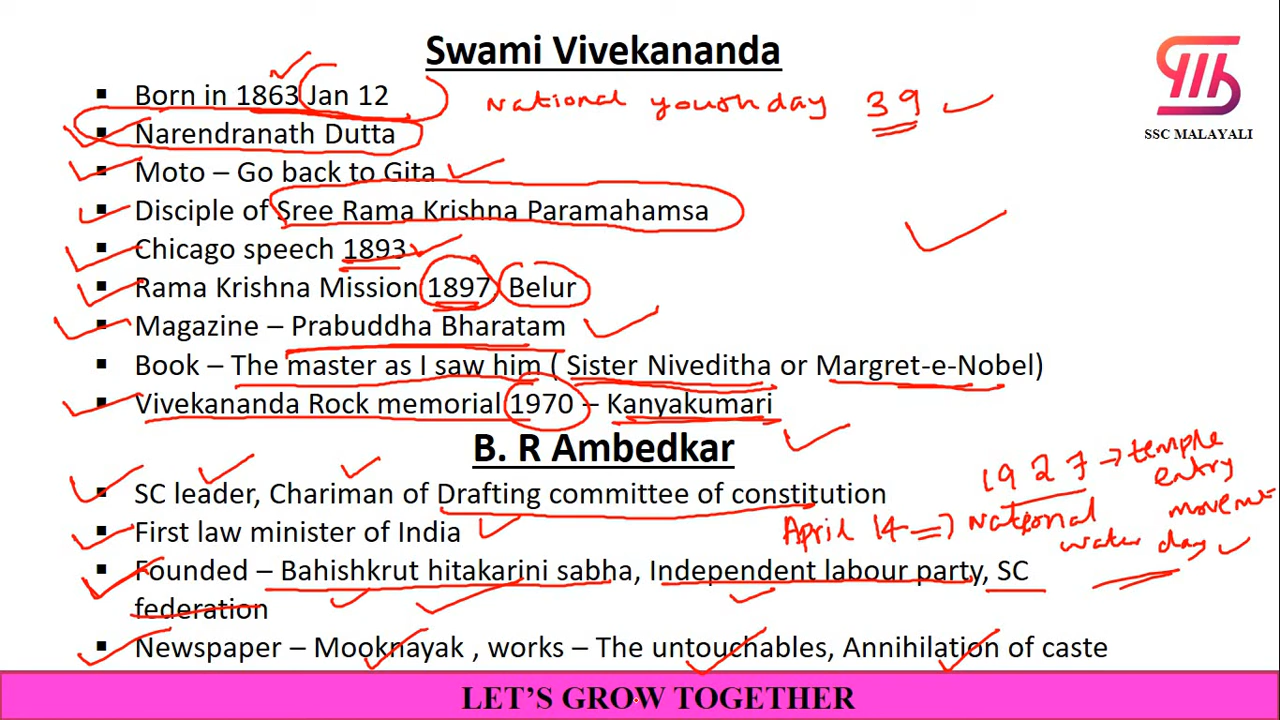 Swami Vivekananda
SSC MALAYALI
▪ Born in 1863 Jan 12
National youth day 39
▪ Narendranath Dutta
▪ Moto – Go back to Gita
▪ Disciple of Sree Rama Krishna Paramahamsa
▪ Chicago speech 1893
▪ Rama Krishna Mission 1897, Belur
▪ Magazine – Prabuddha Bharatam
▪ Book – The master as I saw him ( Sister Niveditha or Margret-e-Nobel)
▪ Vivekananda Rock memorial 1970 – Kanyakumari
B. R Ambedkar
1927 → temple
entry
movement
▪ SC leader, Chariman of Drafting committee of constitution
April 14 => National
water day
▪ First law minister of India
▪ Founded – Bahishkrut hitakarini sabha, Independent labour party, SC
federation
▪ Newspaper – Mooknayak , works – The untouchables, Annihilation of caste
LET'S GROW TOGETHER